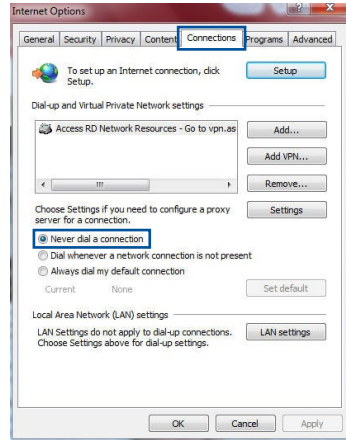 Internet Options
General Security Privacy Content Connections Programs Advanced
To set up an Internet connection, click
Setup.
Setup
Dial-up and Virtual Private Network settings
Access RD Network Resources - Go to vpn.as
Add...
Add VPN...
Remove...
Choose Settings if you need to configure a proxy
server for a connection.
Settings
Never dial a connection
Dial whenever a network connection is not present
Always dial my default connection
Current None
Set default
Local Area Network (LAN) settings
LAN Settings do not apply to dial-up connections.
Choose Settings above for dial-up settings.
LAN settings
OK Cancel Apply